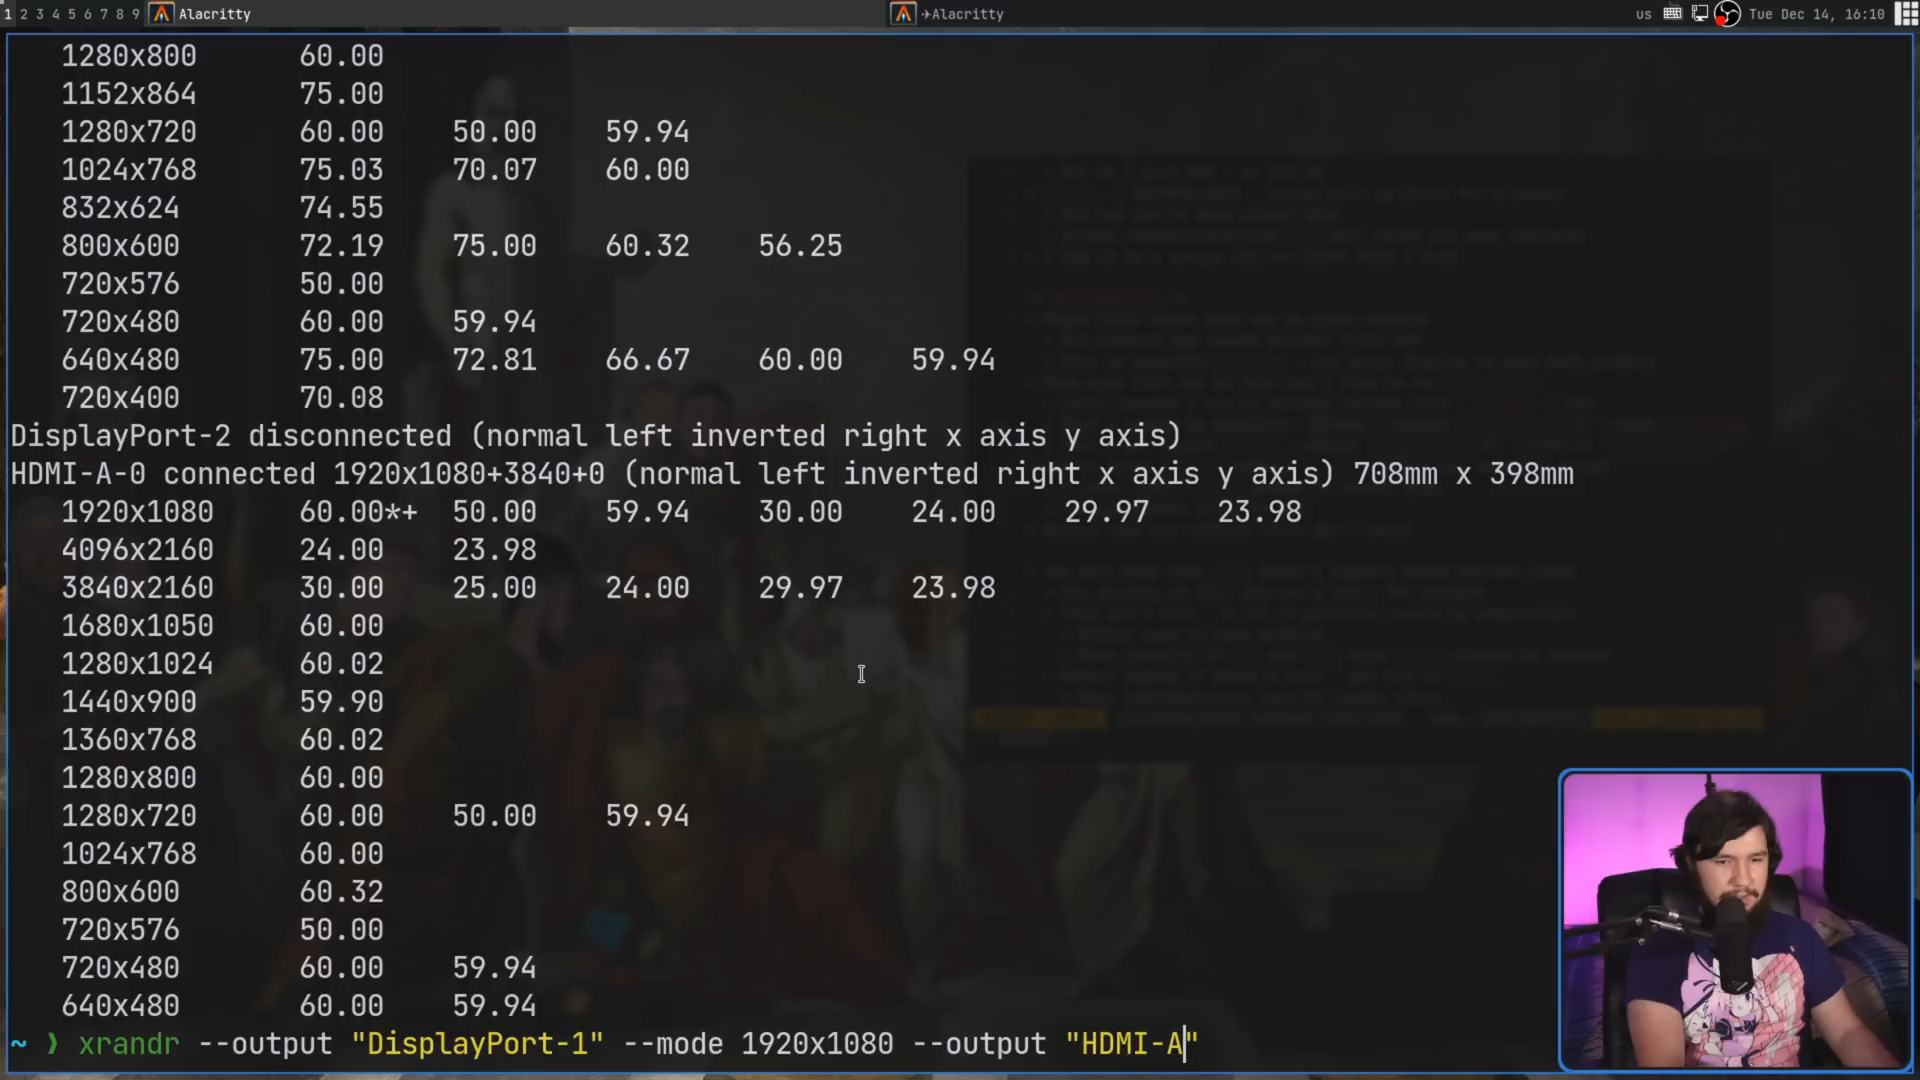 1 2 3 4 5 6 7 8 9 Alacritty ✈Alacritty us Tue Dec 14, 16:10
1280x800 60.00
1152x864 75.00
1280x720 60.00 50.00 59.94
1024x768 75.03 70.07 60.00
832x624 74.55
800x600 72.19 75.00 60.32 56.25
720x576 50.00
720x480 60.00 59.94
640x480 75.00 72.81 66.67 60.00 59.94
720x400 70.08
DisplayPort-2 disconnected (normal left inverted right x axis y axis)
HDMI-A-0 connected 1920x1080+3840+0 (normal left inverted right x axis y axis) 708mm x 398mm
1920x1080 60.00*+ 50.00 59.94 30.00 24.00 29.97 23.98
4096x2160 24.00 23.98
3840x2160 30.00 25.00 24.00 29.97 23.98
1680x1050 60.00
1280x1024 60.02
1440x900 59.90
1360x768 60.02
1280x800 60.00
1280x720 60.00 50.00 59.94
1024x768 60.00
800x600 60.32
720x576 50.00
720x480 60.00 59.94
640x480 60.00 59.94
~ ❯ xrandr --output "DisplayPort-1" --mode 1920x1080 --output "HDMI-A"